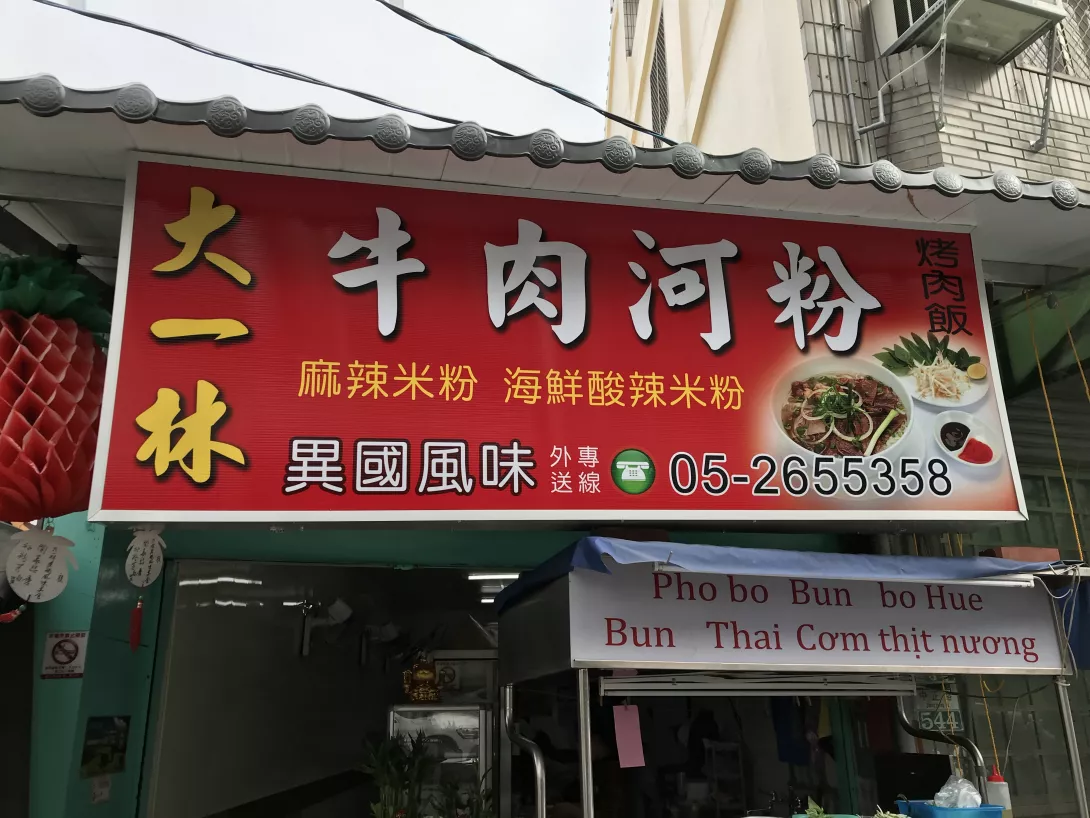 大一林
牛肉河粉
烤肉飯
麻辣米粉 海鮮酸辣米粉
異國風味
外送
專線
05-2655358
Pho bo Bun bo Hue
Bun Thai Cơm thịt nương
544